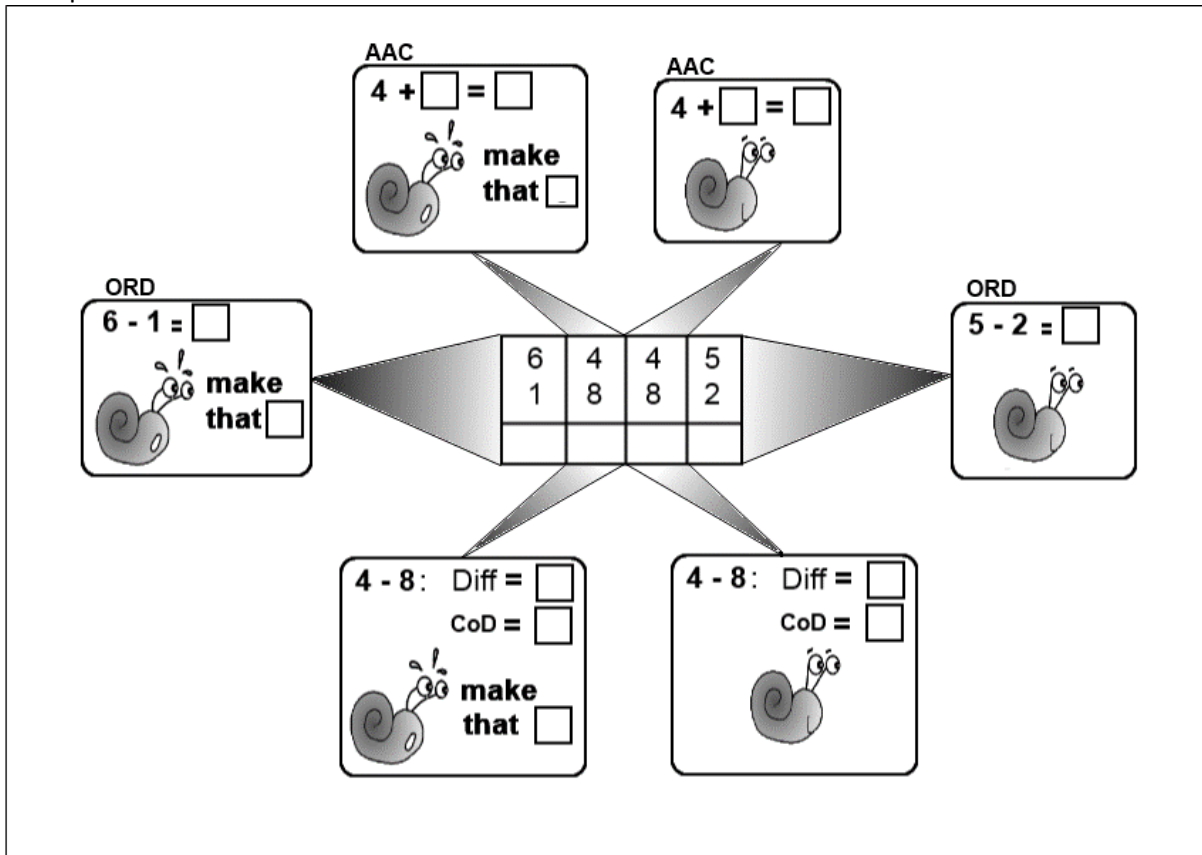 AAC
4 + =
make
that
AAC
4 + =
ORD
6 - 1 =
make
that
6 4 4 5
1 8 8 2
ORD
5 - 2 =
4 - 8: Diff =
CoD =
make
that
4 - 8: Diff =
CoD =